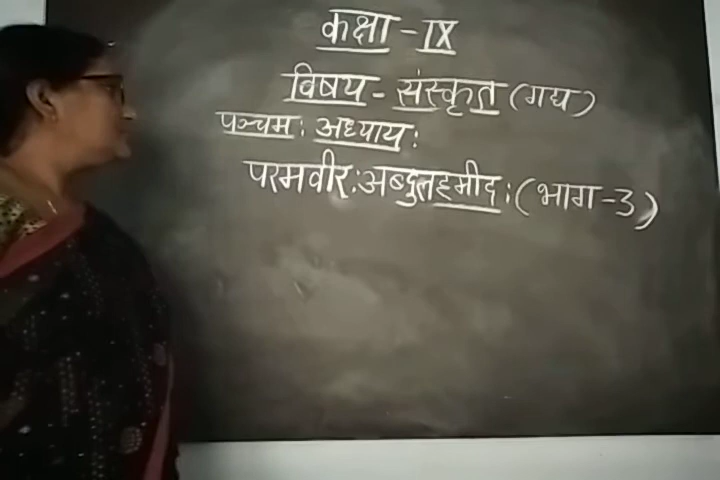 कक्षा - IX
विषय - संस्कृत (गद्य)
पञ्चमः अध्यायः
परमवीरः अब्दुलहमीदः (भाग-3)